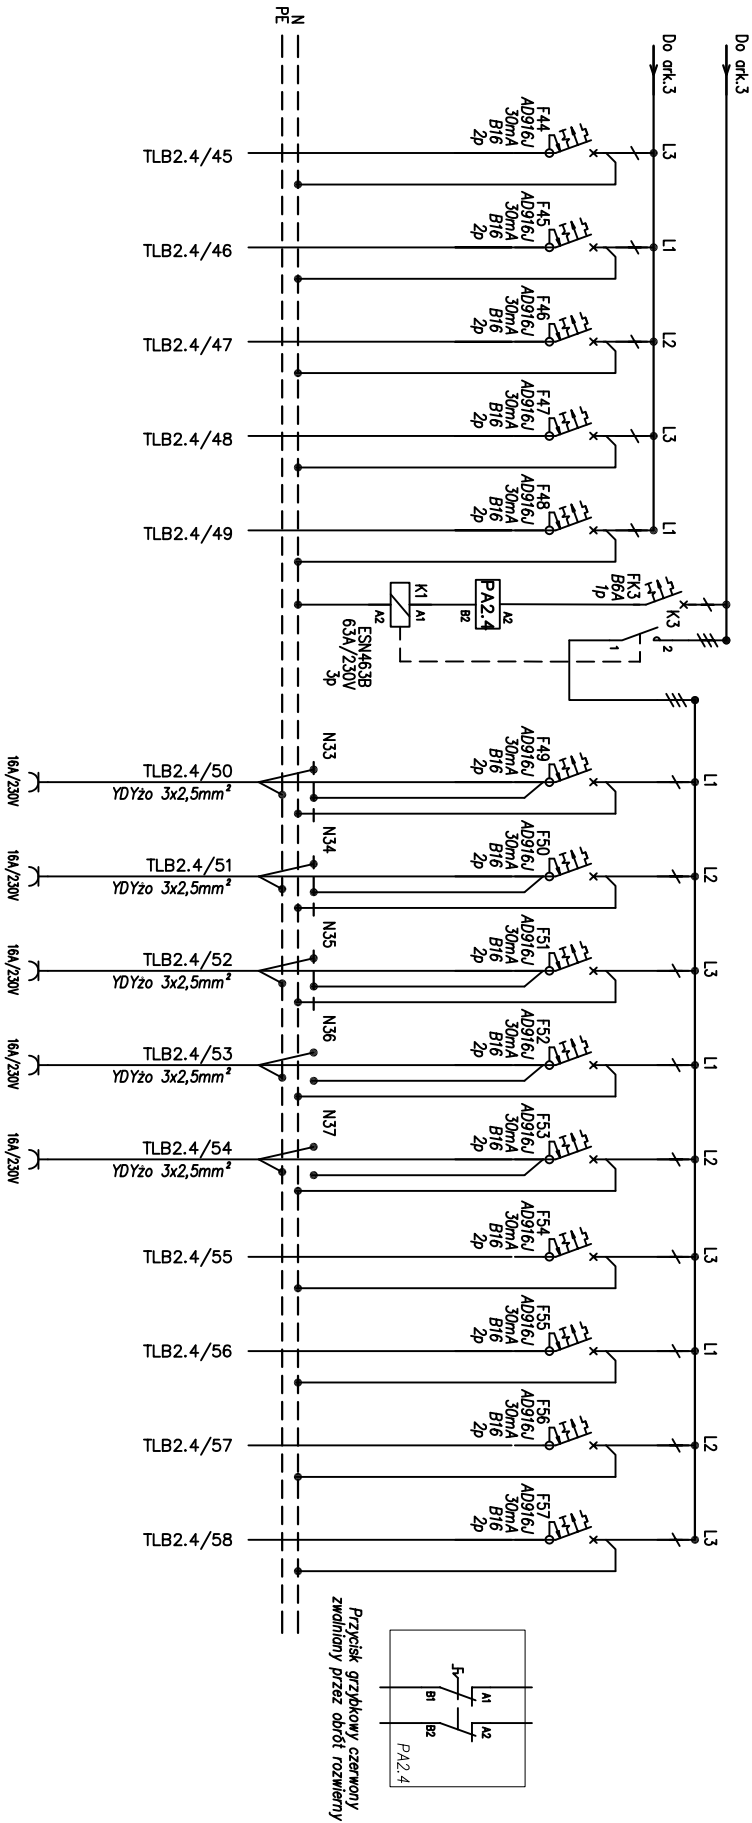 Do ark.3
Do ark.3
N
PE
L3
F44
AD916J
30mA
B16
2p
TLB2.4/45
L1
F45
AD916J
30mA
B16
2p
TLB2.4/46
L2
F46
AD916J
30mA
B16
2p
TLB2.4/47
L3
F47
AD916J
30mA
B16
2p
TLB2.4/48
L1
F48
AD916J
30mA
B16
2p
TLB2.4/49
FK3
B6A
1p
K3
2
1
PA2.4
A2
B2
K1
A1
A2
ESN463B
63A/230V
3p
L1
F49
AD916J
30mA
B16
2p
N33
TLB2.4/50
YDYżo 3x2,5mm²
16A/230V
L2
F50
AD916J
30mA
B16
2p
N34
TLB2.4/51
YDYżo 3x2,5mm²
16A/230V
L3
F51
AD916J
30mA
B16
2p
N35
TLB2.4/52
YDYżo 3x2,5mm²
16A/230V
L1
F52
AD916J
30mA
B16
2p
N36
TLB2.4/53
YDYżo 3x2,5mm²
16A/230V
L2
F53
AD916J
30mA
B16
2p
N37
TLB2.4/54
YDYżo 3x2,5mm²
16A/230V
L3
F54
AD916J
30mA
B16
2p
TLB2.4/55
L1
F55
AD916J
30mA
B16
2p
TLB2.4/56
L2
F56
AD916J
30mA
B16
2p
TLB2.4/57
L3
F57
AD916J
30mA
B16
2p
TLB2.4/58
A1
A2
B1
B2
PA2.4
Przycisk grzybkowy czerwony
zwalniany przez obrót rozwierny